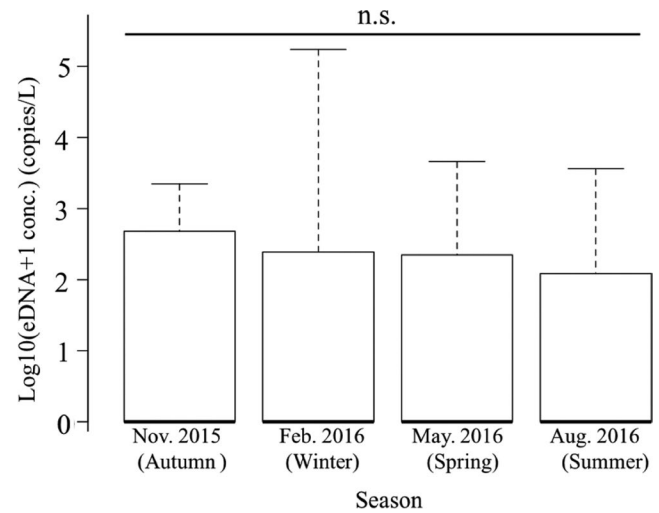 n.s.
Log10(eDNA+1 conc.) (copies/L)
5
4
3
2
1
0
Nov. 2015 Feb. 2016 May. 2016 Aug. 2016
(Autumn ) (Winter) (Spring) (Summer)
Season